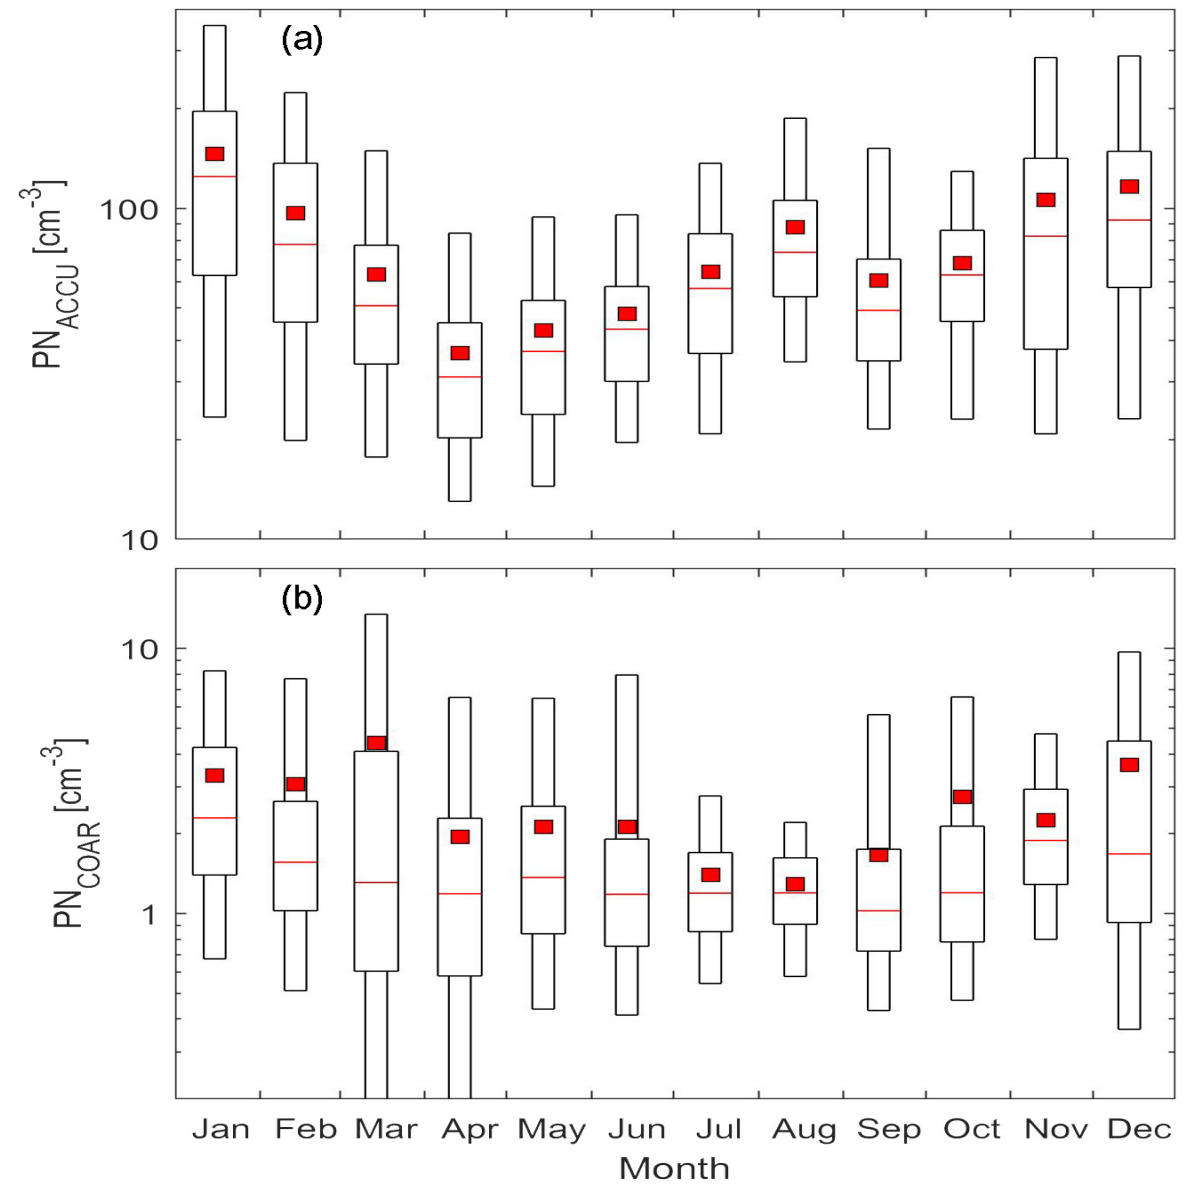 (a)
PN_ACCU [cm^-3]
100
10
(b)
PN_COAR [cm^-3]
10
1
Jan Feb Mar Apr May Jun Jul Aug Sep Oct Nov Dec
Month